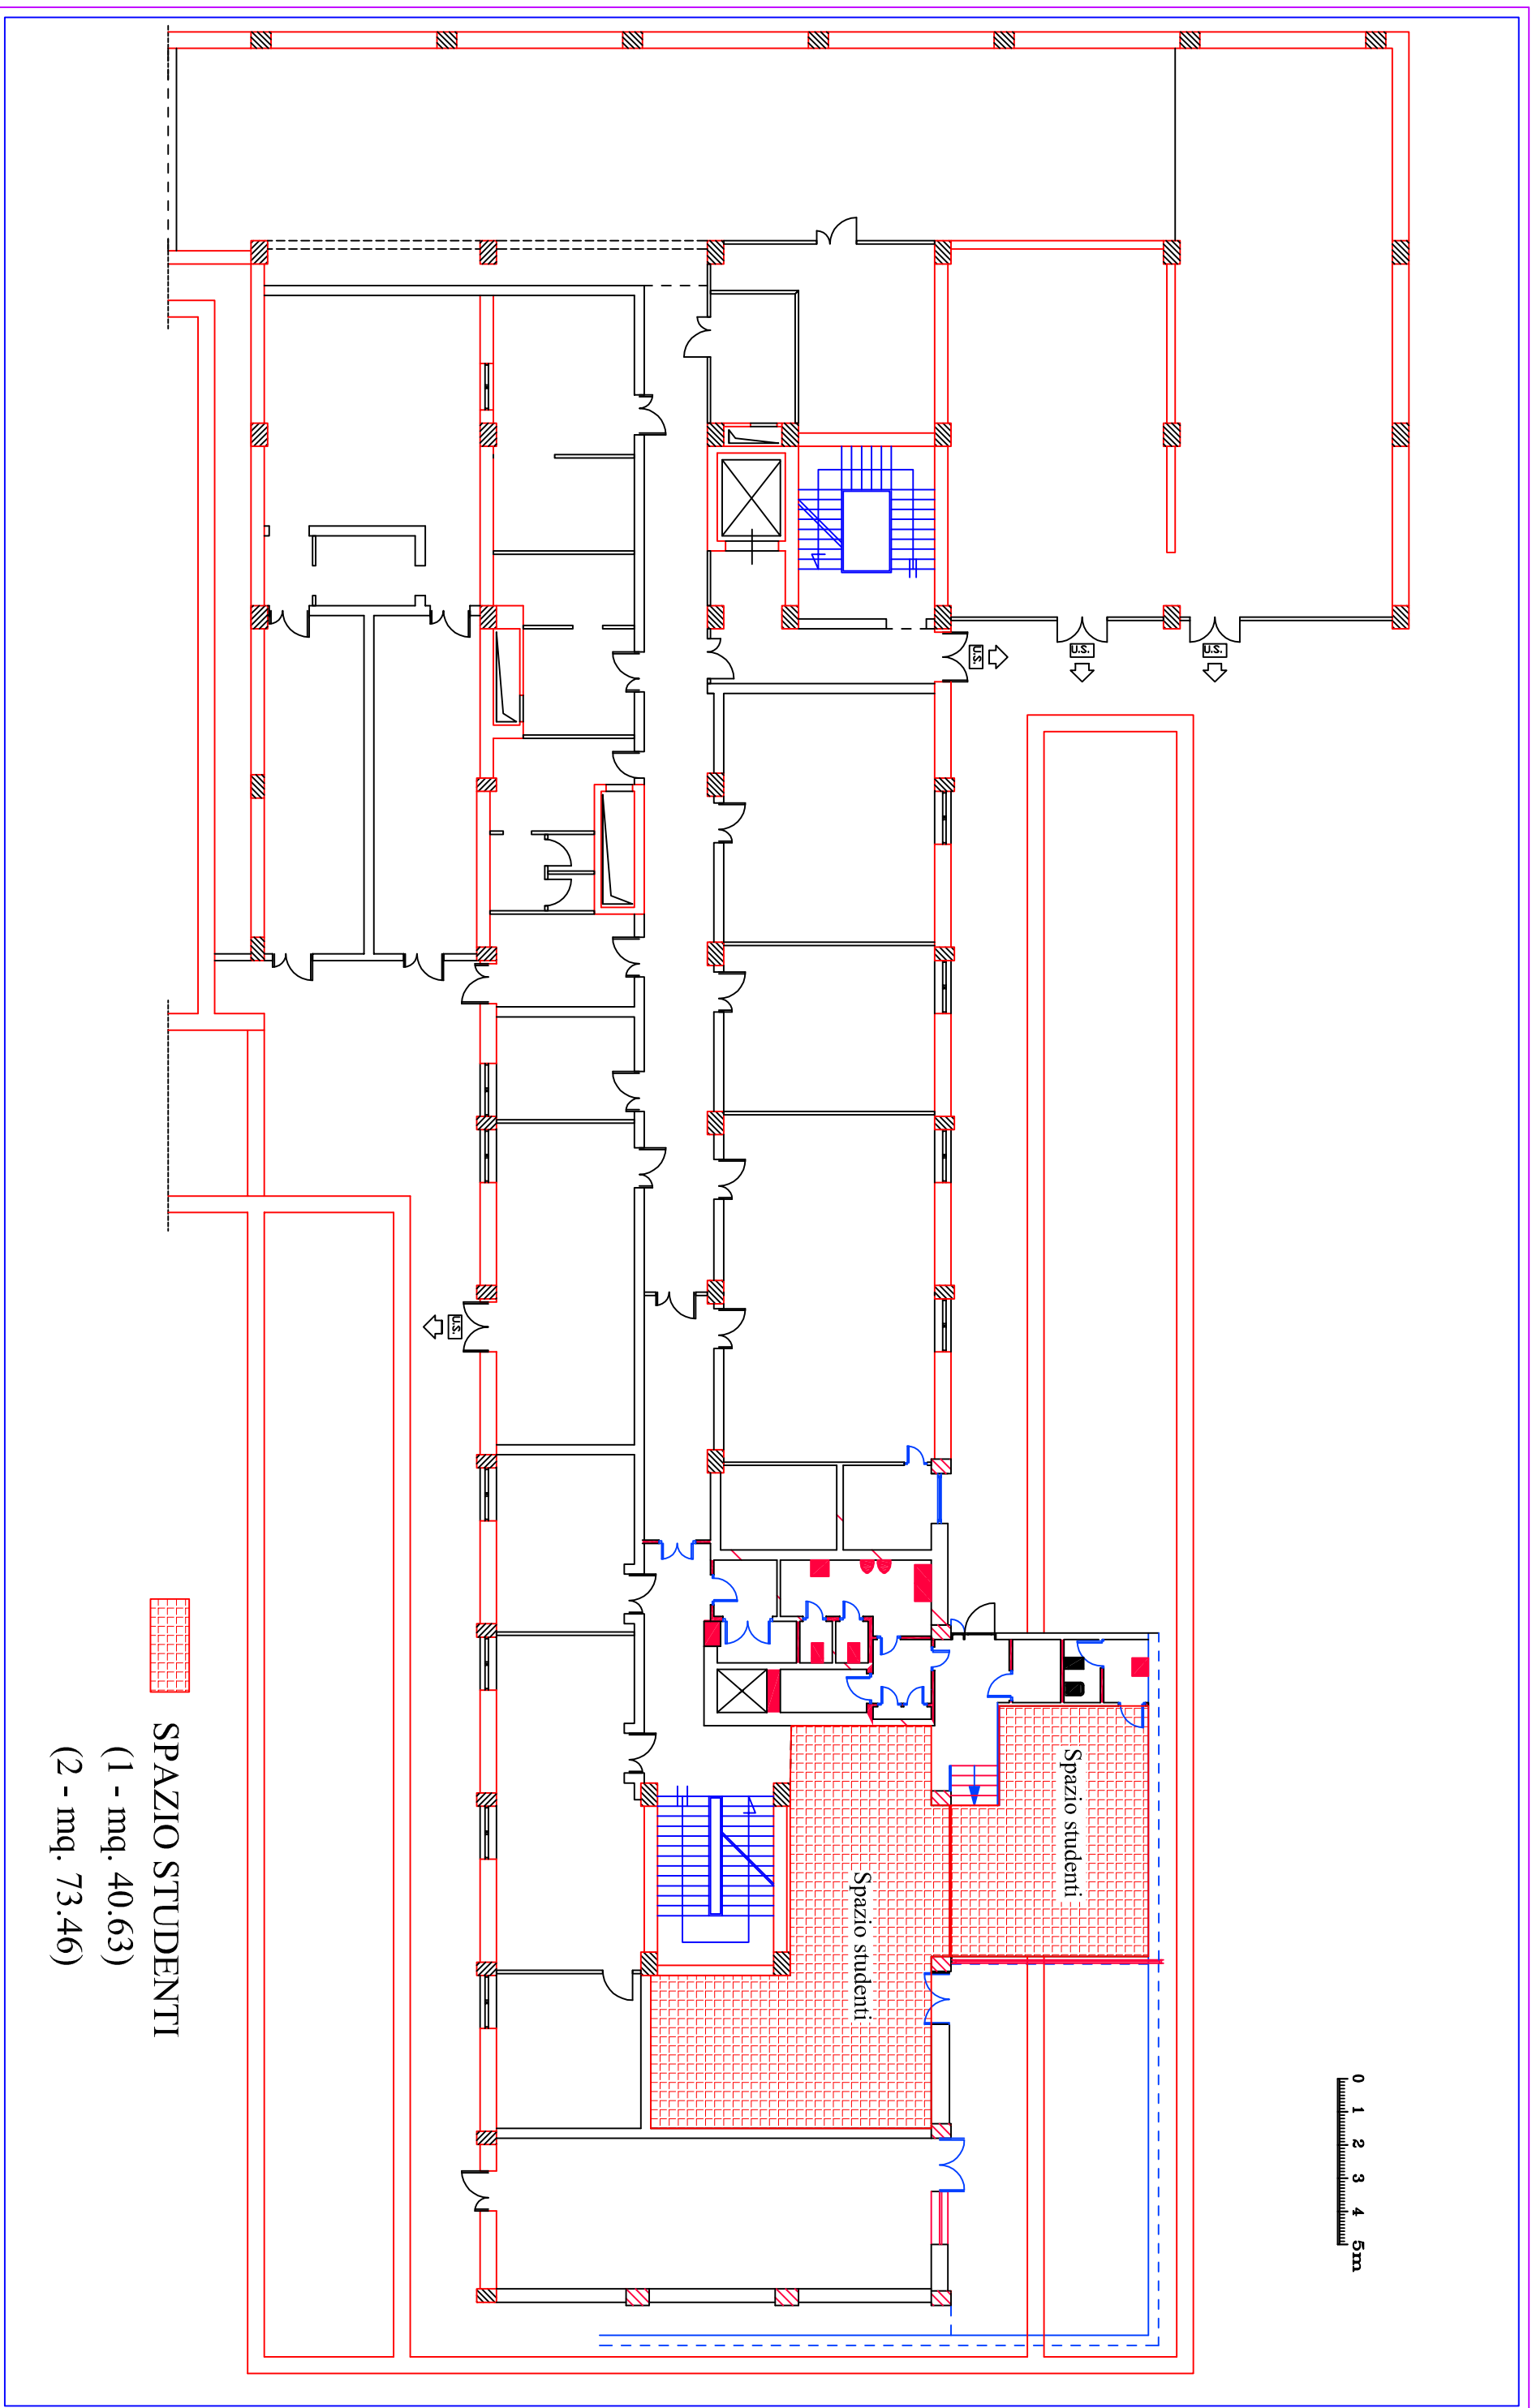 0 1 2 3 4 5m
U.S.
U.S.
U.S.
Spazio studenti
Spazio studenti
U.S.
SPAZIO STUDENTI
(1 - mq. 40.63)
(2 - mq. 73.46)